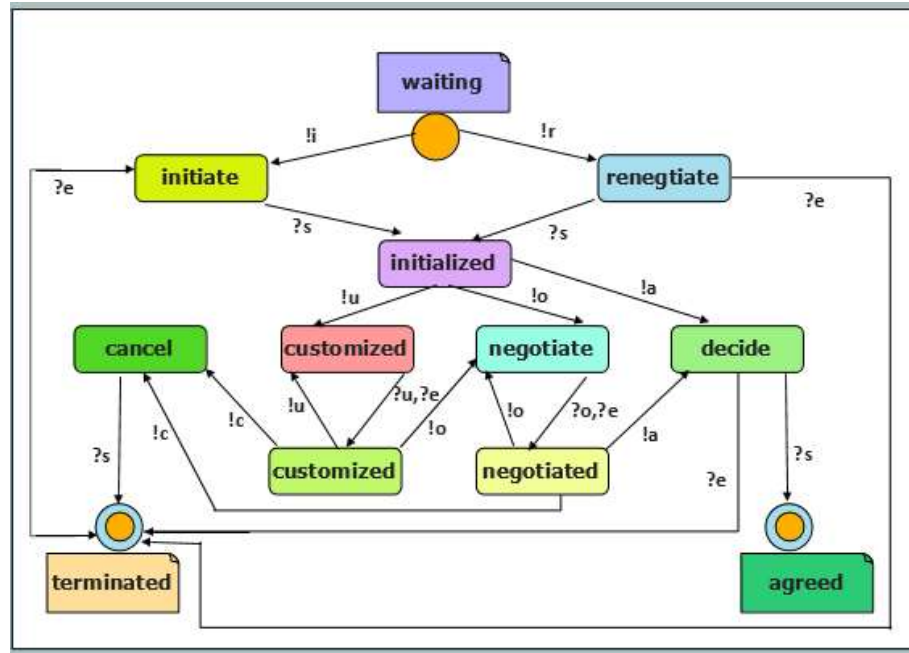 waiting
!i
!r
initiate
renegtiate
?e
?e
?s
?s
initialized
!u
!o
!a
cancel
customized
negotiate
decide
?u,?e
?o,?e
!c
!c
!u
!o
!o
!a
?s
?s
?e
customized
negotiated
terminated
agreed